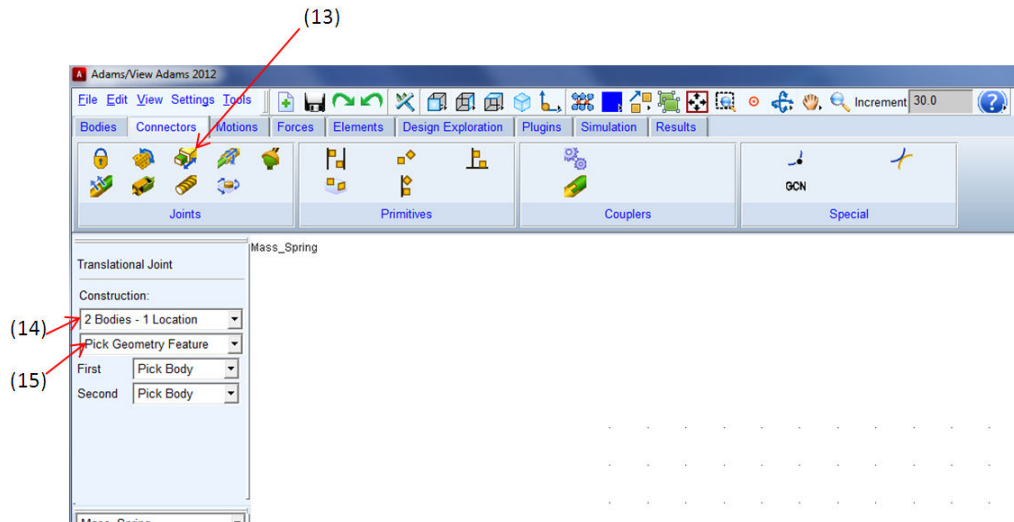 (13)
Adams/View Adams 2012
File Edit View Settings Tools Increment 30.0
Bodies Connectors Motions Forces Elements Design Exploration Plugins Simulation Results
GCN
Joints Primitives Couplers Special
Mass_Spring
Translational Joint
Construction:
(14) 2 Bodies - 1 Location
Pick Geometry Feature
(15) First Pick Body
Second Pick Body
Mass_Spring